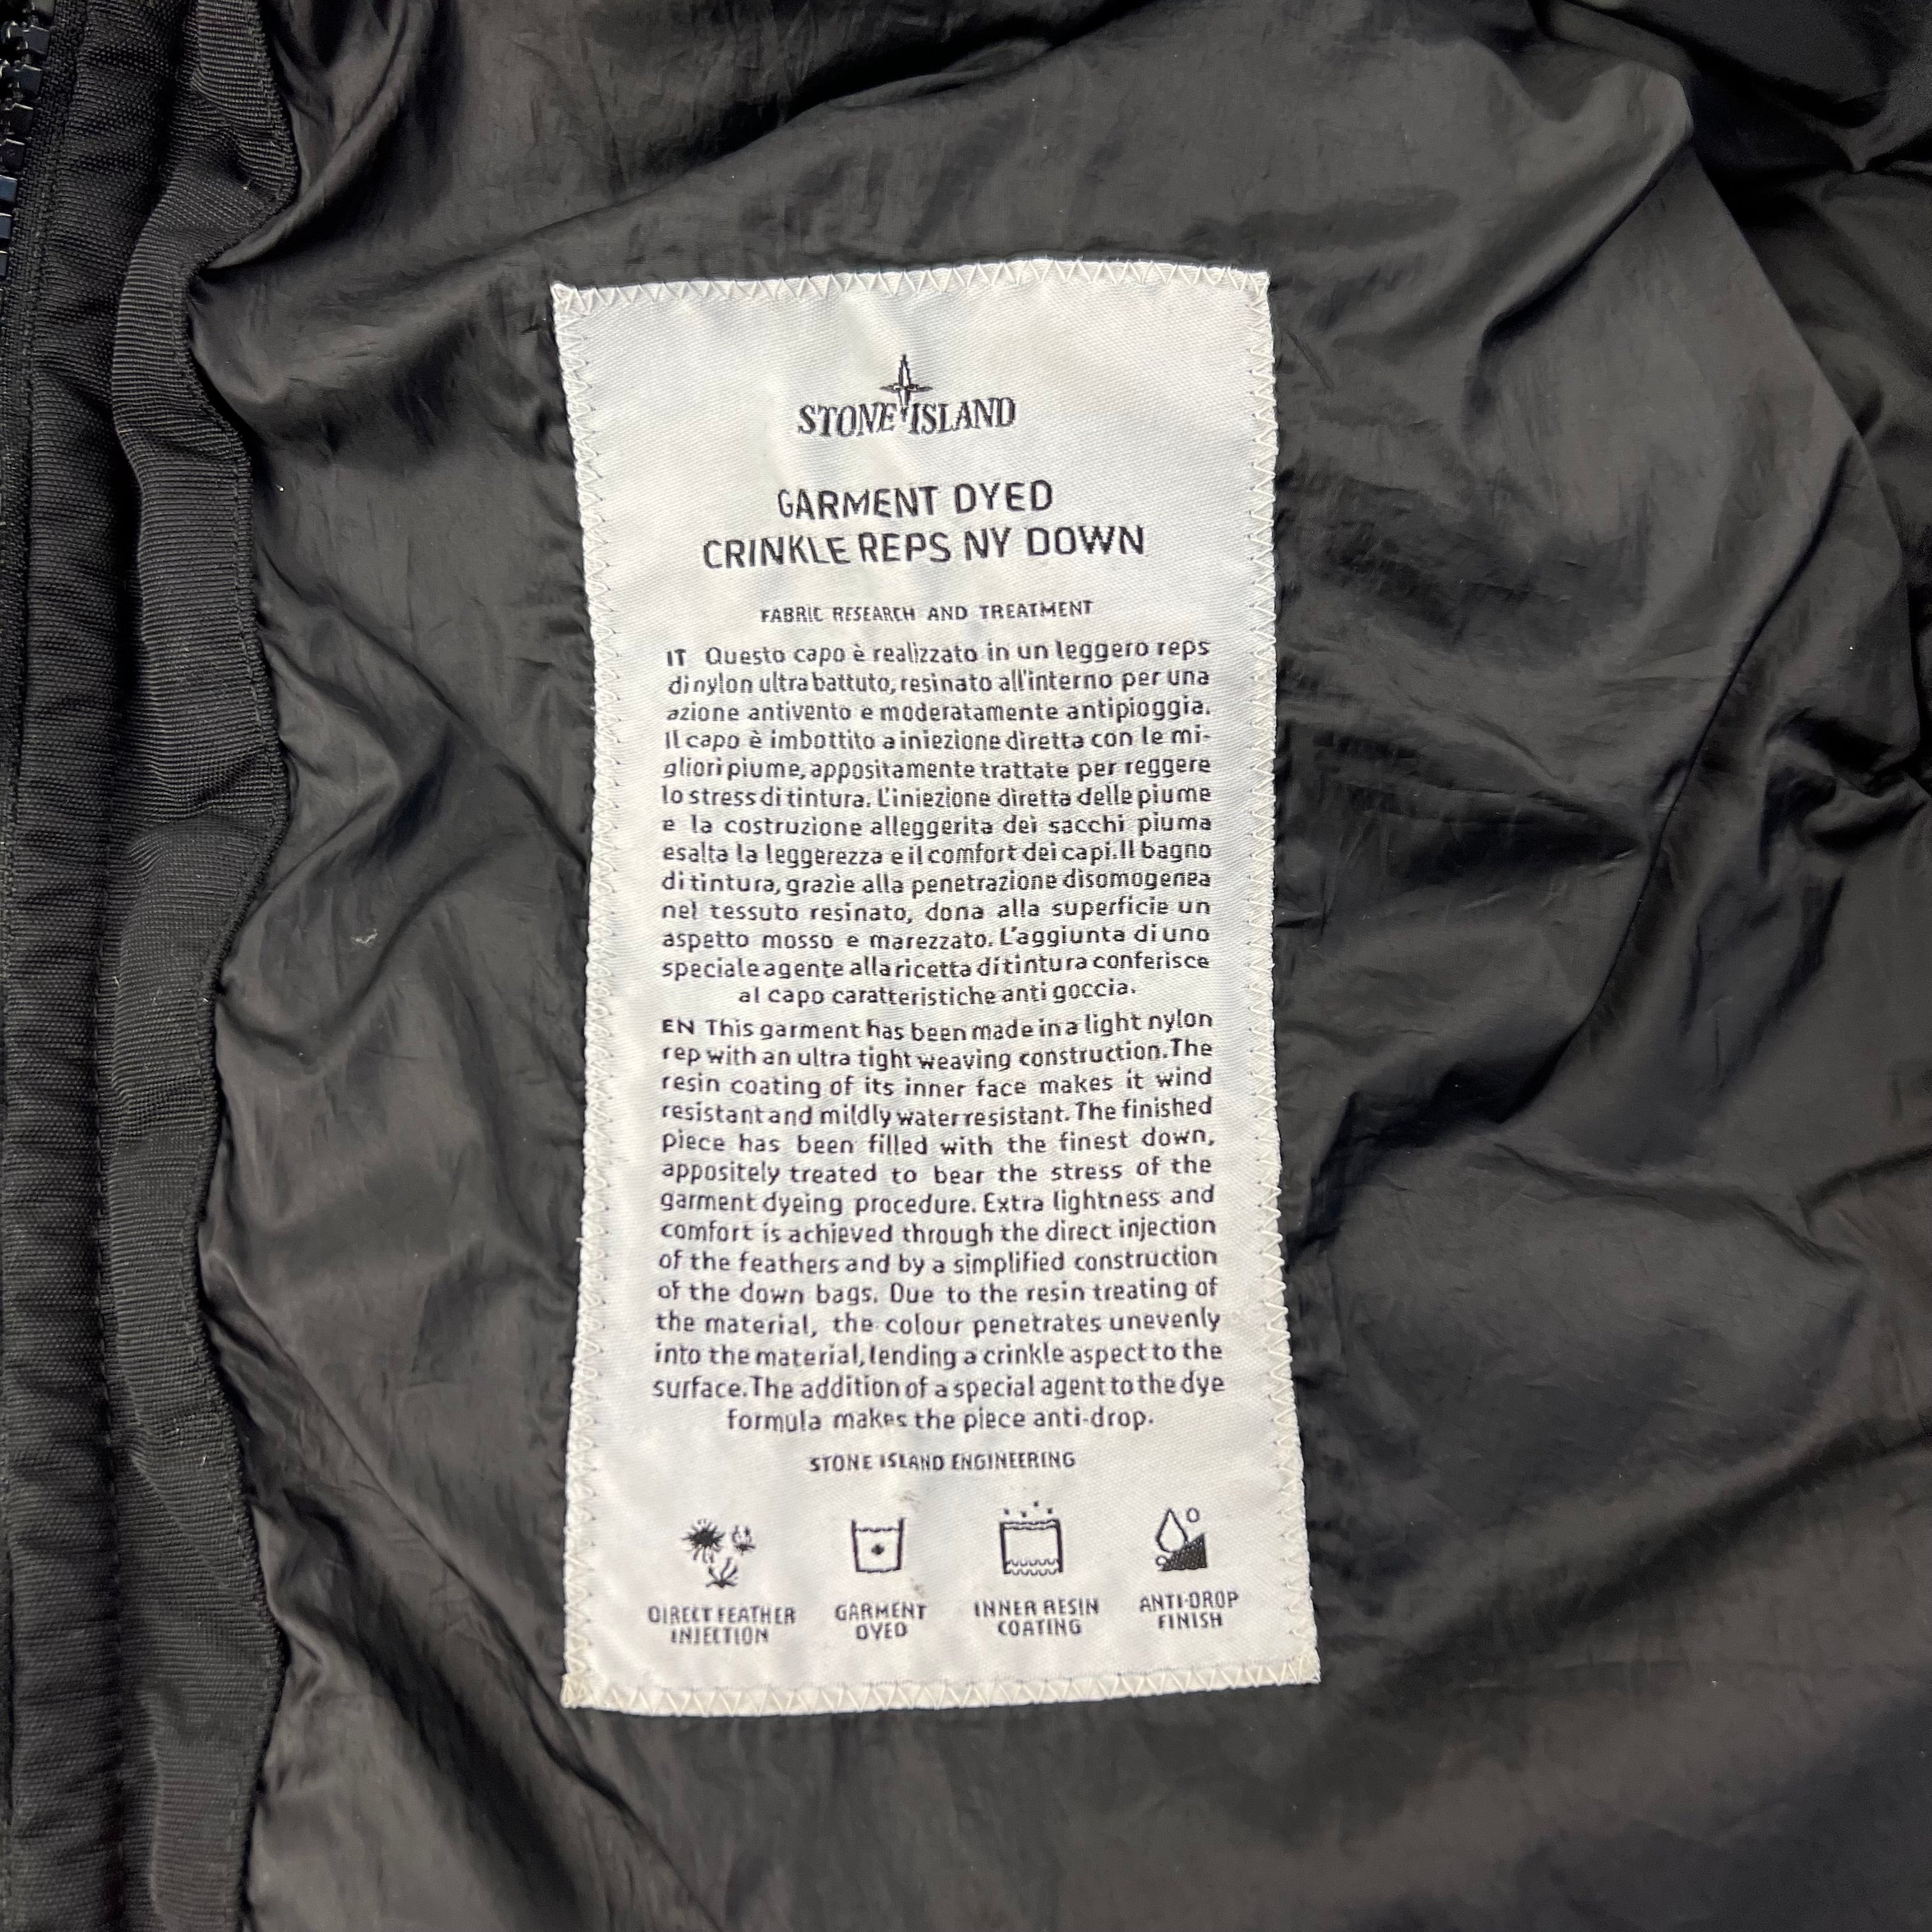 STONE ISLAND
GARMENT DYED
CRINKLE REPS NY DOWN
FABRIC RESEARCH AND TREATMENT
IT Questo capo è realizzato in un leggero reps
di nylon ultra battuto, resinato all'interno per una
azione antivento e moderatamente antipioggia.
Il capo è imbottito a iniezione diretta con le mi-
gliori piume, appositamente trattate per reggere
lo stress di tintura. L'iniezione diretta delle piume
e la costruzione alleggerita dei sacchi piuma
esalta la leggerezza e il comfort dei capi. Il bagno
di tintura, grazie alla penetrazione disomogenea
nel tessuto resinato, dona alla superficie un
aspetto mosso e marezzato. L'aggiunta di uno
speciale agente alla ricetta di tintura conferisce
al capo caratteristiche anti goccia.
EN This garment has been made in a light nylon
rep with an ultra tight weaving construction. The
resin coating of its inner face makes it wind
resistant and mildly water resistant. The finished
piece has been filled with the finest down,
appositely treated to bear the stress of the
garment dyeing procedure. Extra lightness and
comfort is achieved through the direct injection
of the feathers and by a simplified construction
of the down bags. Due to the resin treating of
the material, the colour penetrates unevenly
into the material, lending a crinkle aspect to the
surface. The addition of a special agent to the dye
formula makes the piece anti-drop.
STONE ISLAND ENGINEERING
DIRECT FEATHER
INJECTION
GARMENT
DYED
INNER RESIN
COATING
ANTI-DROP
FINISH